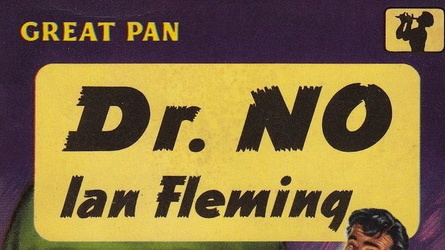 GREAT PAN
Dr. NO
Ian Fleming